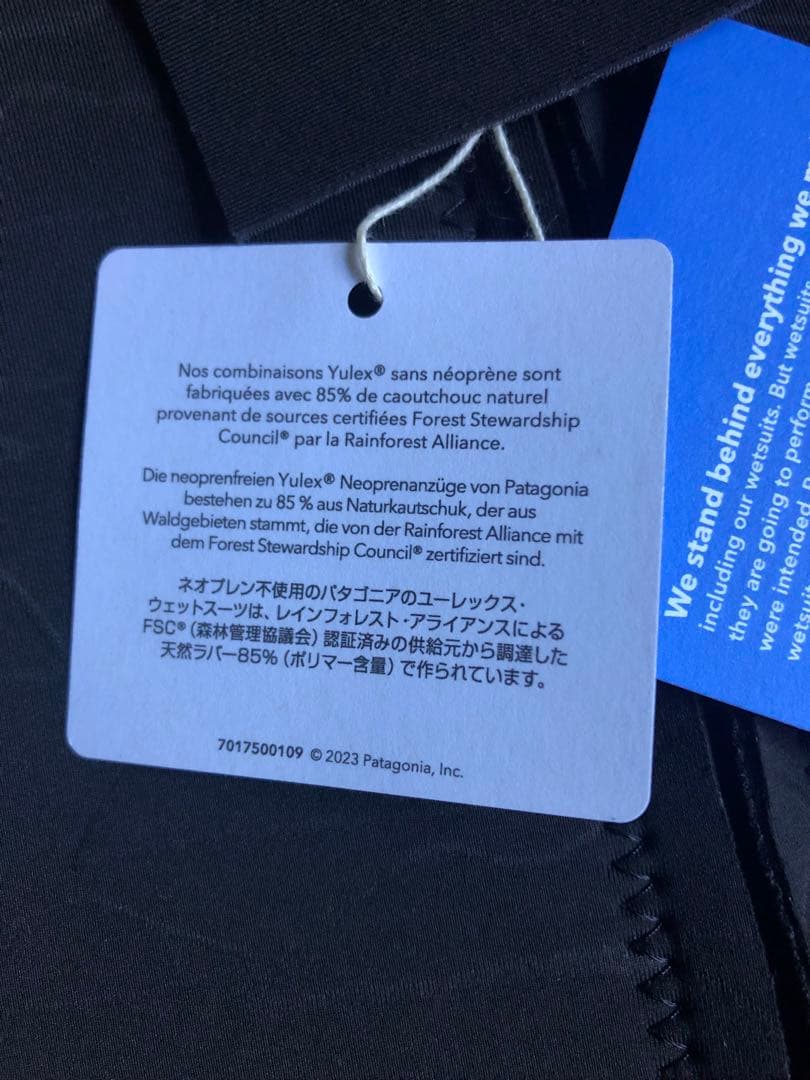 Nos combinaisons Yulex® sans néoprène sont
fabriquées avec 85% de caoutchouc naturel
provenant de sources certifiées Forest Stewardship
Council® par la Rainforest Alliance.
Die neoprenfreien Yulex® Neoprenanzüge von Patagonia
bestehen zu 85 % aus Naturkautschuk, der aus
Waldgebieten stammt, die von der Rainforest Alliance mit
dem Forest Stewardship Council® zertifiziert sind.
ネオプレン不使用のパタゴニアのユーレックス・
ウェットスーツは、レインフォレスト・アライアンスによる
FSC®（森林管理協議会）認証済みの供給元から調達した
天然ラバー85%（ポリマー含量）で作られています。
7017500109 © 2023 Patagonia, Inc.
We stand behind everything we
including our wetsuits. But wetsuits
they are going to perform
were intended.